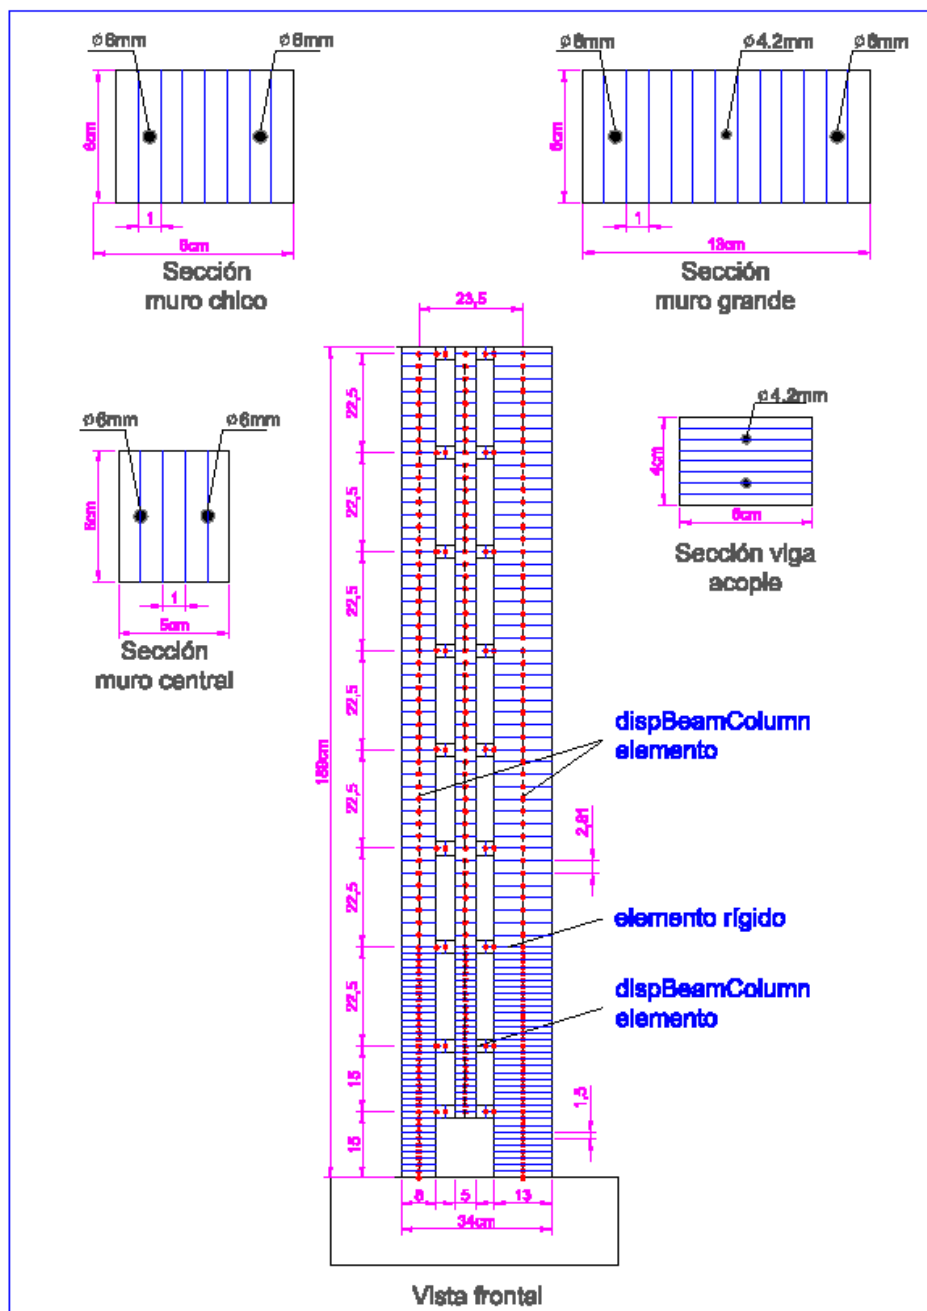 ø6mm
ø6mm
6cm
1
8cm
Sección
muro chico
ø6mm
ø4.2mm
ø6mm
6cm
1
13cm
Sección
muro grande
23,5
ø6mm
ø6mm
6cm
1
5cm
Sección
muro central
ø4.2mm
4cm
6cm
Sección viga
acople
189cm
22,5
22,5
22,5
22,5
22,5
22,5
22,5
15
15
dispBeamColumn
elemento
2,81
elemento rígido
dispBeamColumn
elemento
1,5
8
5
13
34cm
Vista frontal